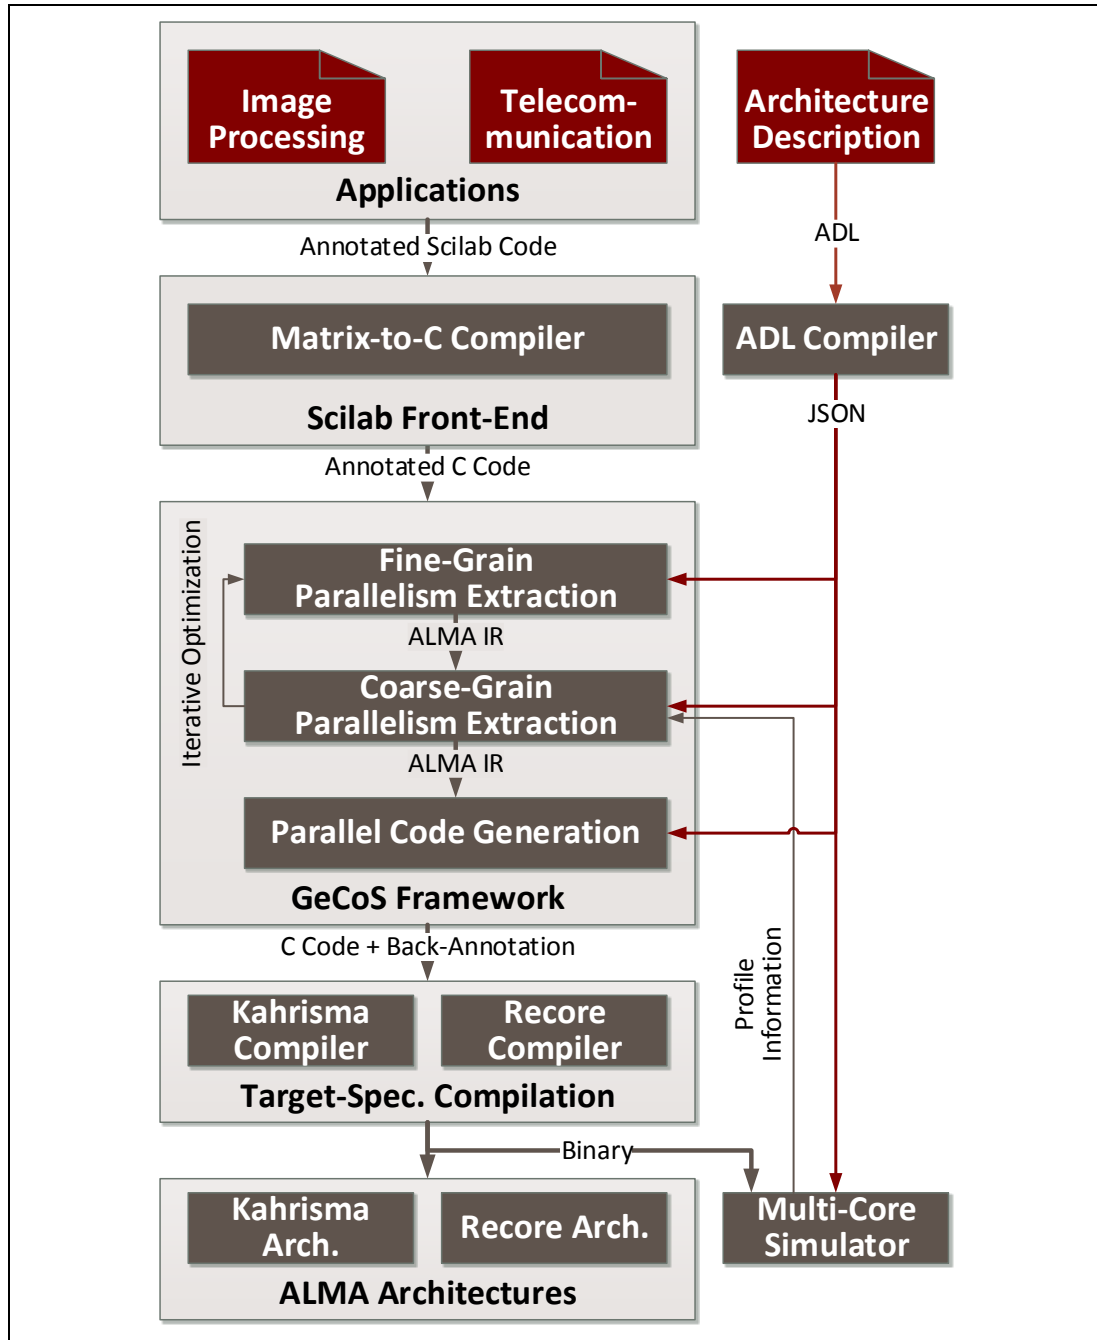 Image
Processing
Telecom-
munication
Architecture
Description
Applications
Annotated Scilab Code
ADL
Matrix-to-C Compiler
ADL Compiler
Scilab Front-End
JSON
Annotated C Code
Iterative Optimization
Fine-Grain
Parallelism Extraction
ALMA IR
Coarse-Grain
Parallelism Extraction
ALMA IR
Parallel Code Generation
GeCoS Framework
C Code + Back-Annotation
Profile
Information
Kahrisma
Compiler
Recore
Compiler
Target-Spec. Compilation
Binary
Kahrisma
Arch.
Recore Arch.
Multi-Core
Simulator
ALMA Architectures